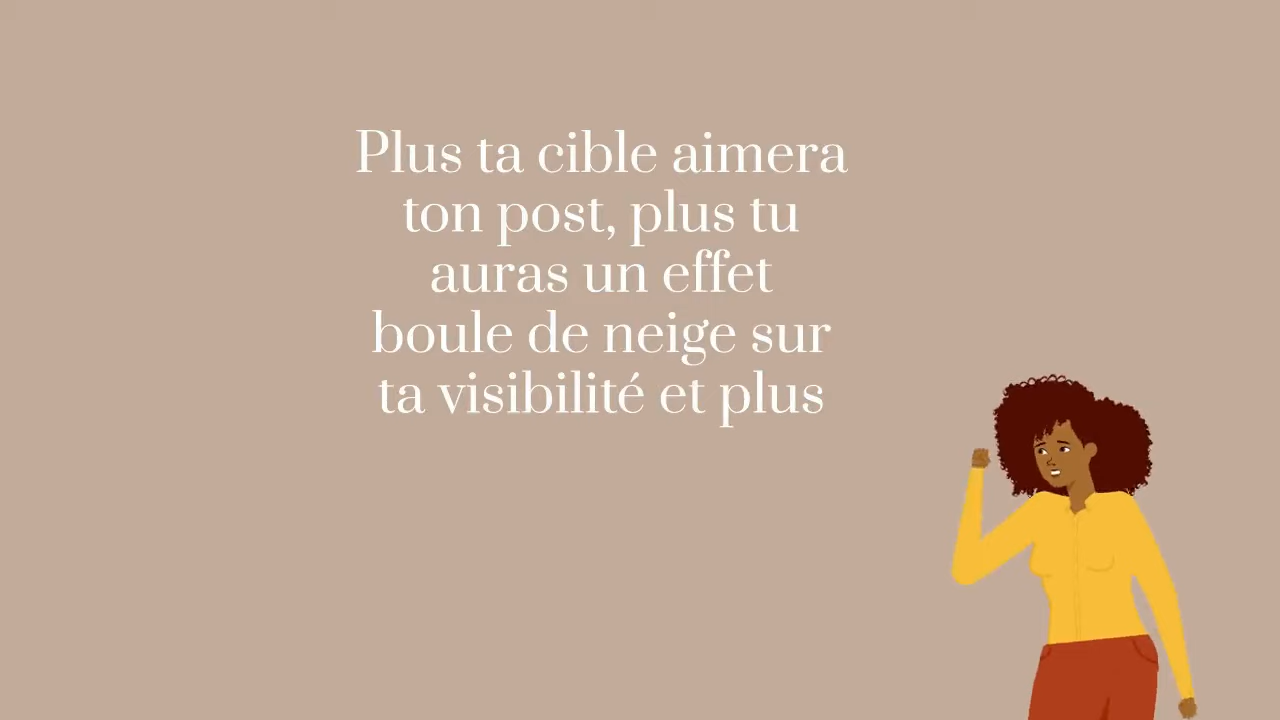 Plus ta cible aimera
ton post, plus tu
auras un effet
boule de neige sur
ta visibilité et plus